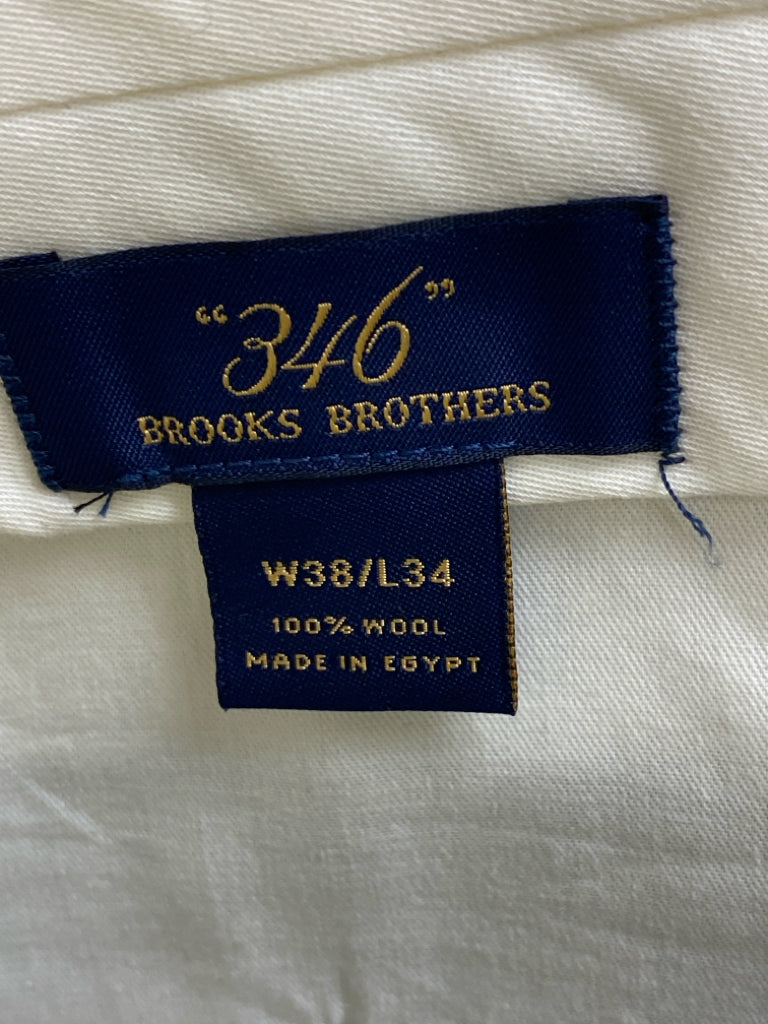 “346”
BROOKS BROTHERS
W38/L34
100% WOOL
MADE IN EGYPT